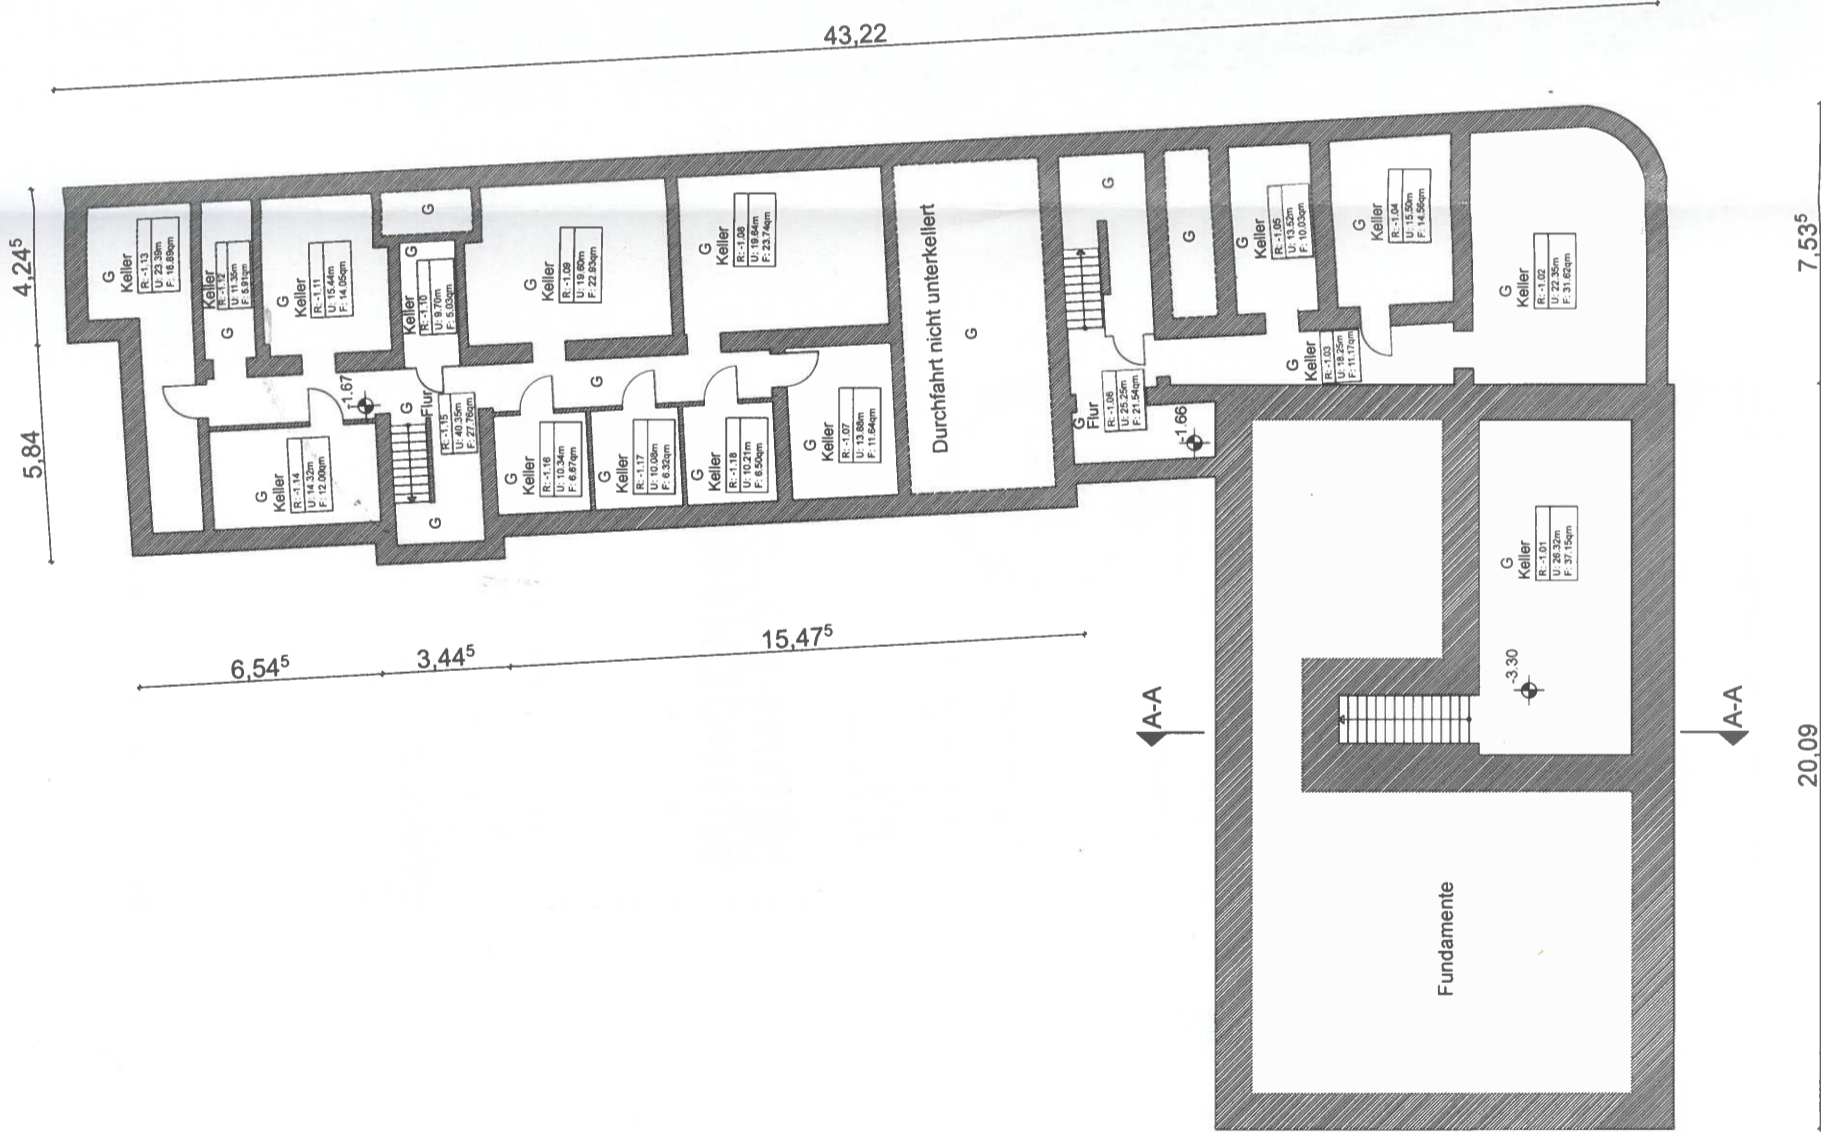 43,22
4,24⁵
5,84
7,53⁵
20,09
6,54⁵
3,44⁵
15,47⁵
G
Keller
R: -1.13
U: 23.39m
F: 18.89qm
Keller
R: -1.12
U: 11.35m
F: 5.91qm
G
G
Keller
R: -1.11
U: 15.44m
F: 14.05qm
G
G
Keller
R: -1.10
U: 9.70m
F: 5.03qm
G
Keller
R: -1.09
U: 19.60m
F: 22.93qm
G
Keller
R: -1.08
U: 19.64m
F: 23.74qm
Durchfahrt nicht unterkellert
G
G
G
G
Keller
R: -1.05
U: 13.52m
F: 10.03qm
G
Keller
R: -1.04
U: 15.50m
F: 14.56qm
G
Keller
R: -1.02
U: 22.35m
F: 31.62qm
G
Keller
R: -1.03
U: 18.25m
F: 11.17qm
G
Flur
R: -1.06
U: 25.25m
F: 21.54qm
-1.66
-1.67
G
Flur
R: -1.15
U: 40.35m
F: 27.76qm
G
G
G
Keller
R: -1.14
U: 14.32m
F: 12.00qm
G
Keller
R: -1.16
U: 10.34m
F: 6.67qm
G
Keller
R: -1.17
U: 10.08m
F: 6.32qm
G
Keller
R: -1.18
U: 10.21m
F: 6.50qm
G
Keller
R: -1.07
U: 13.88m
F: 11.64qm
G
Keller
R: -1.01
U: 26.32m
F: 37.15qm
-3.30
A-A
A-A
Fundamente